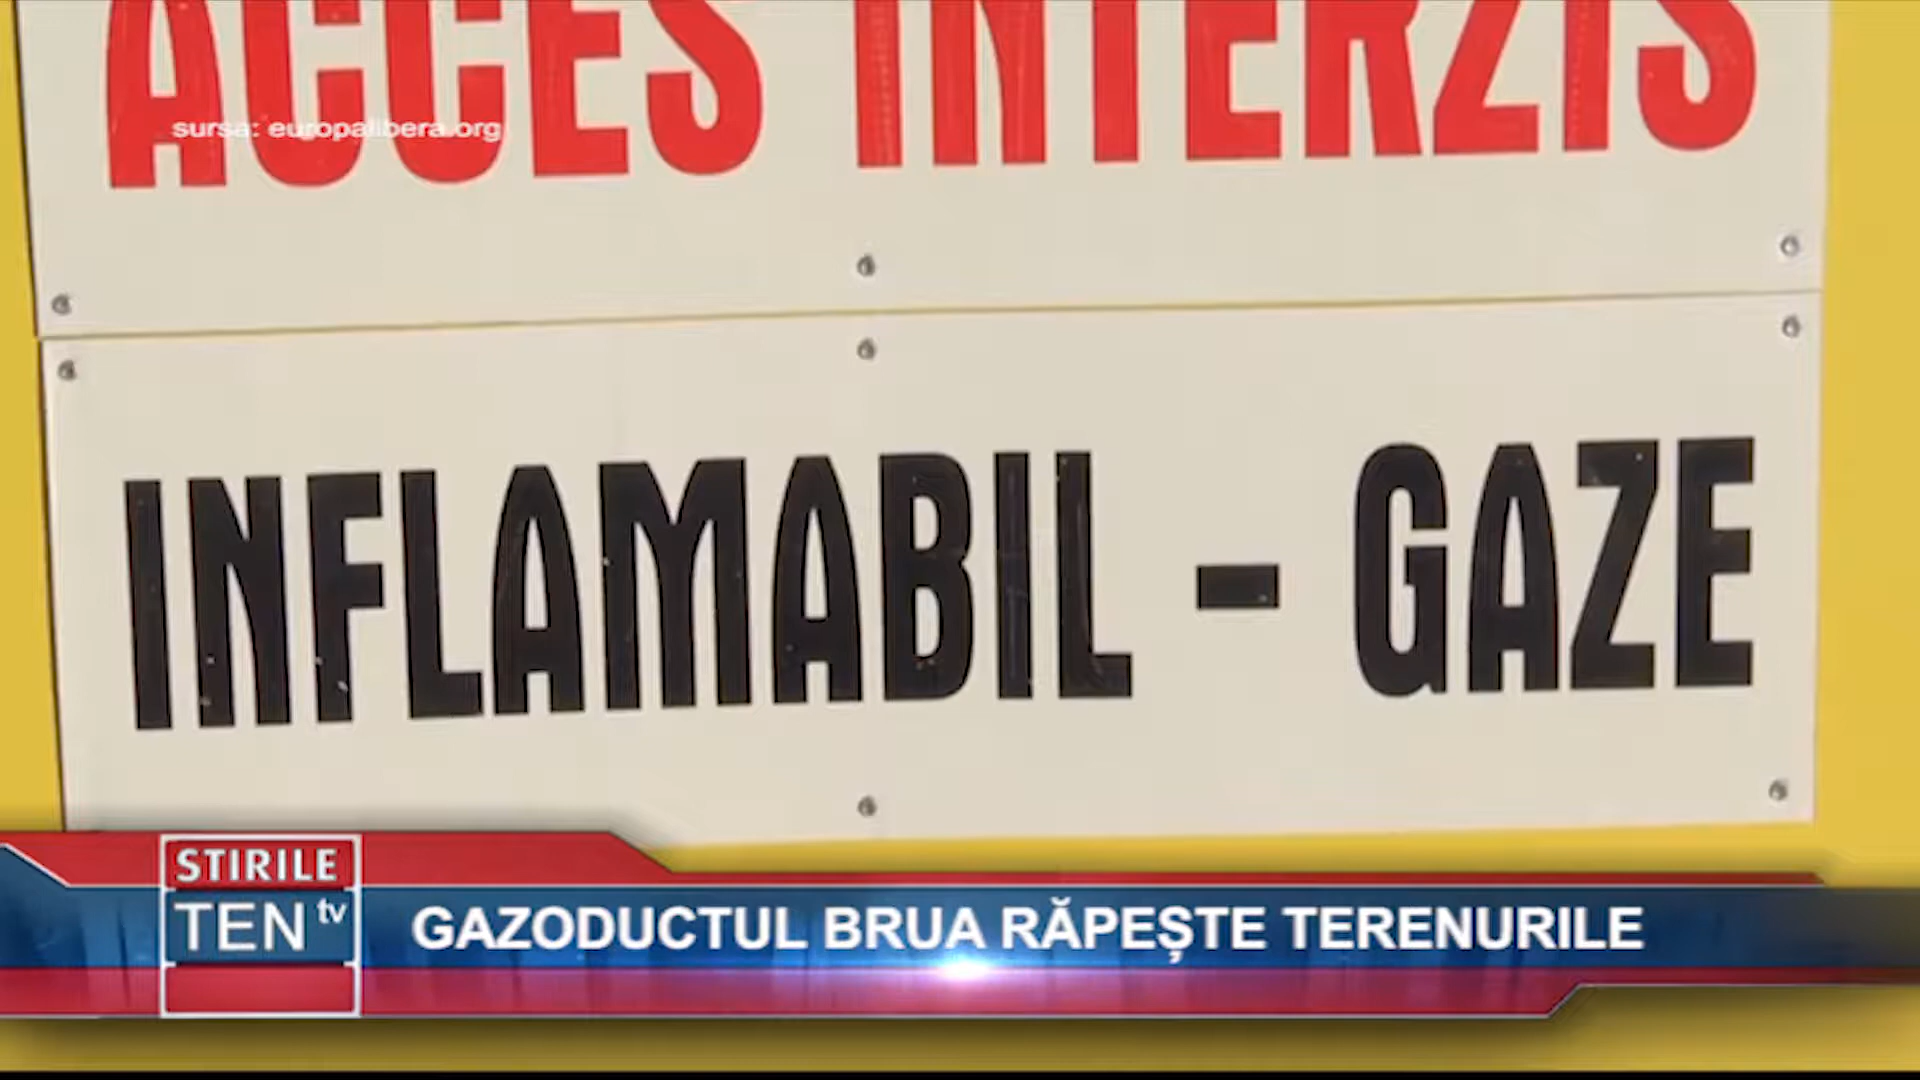 ACCES INTERZIS
sursa: europalibera.org
INFLAMABIL - GAZE
STIRILE
TEN tv
GAZODUCTUL BRUA RĂPEȘTE TERENURILE